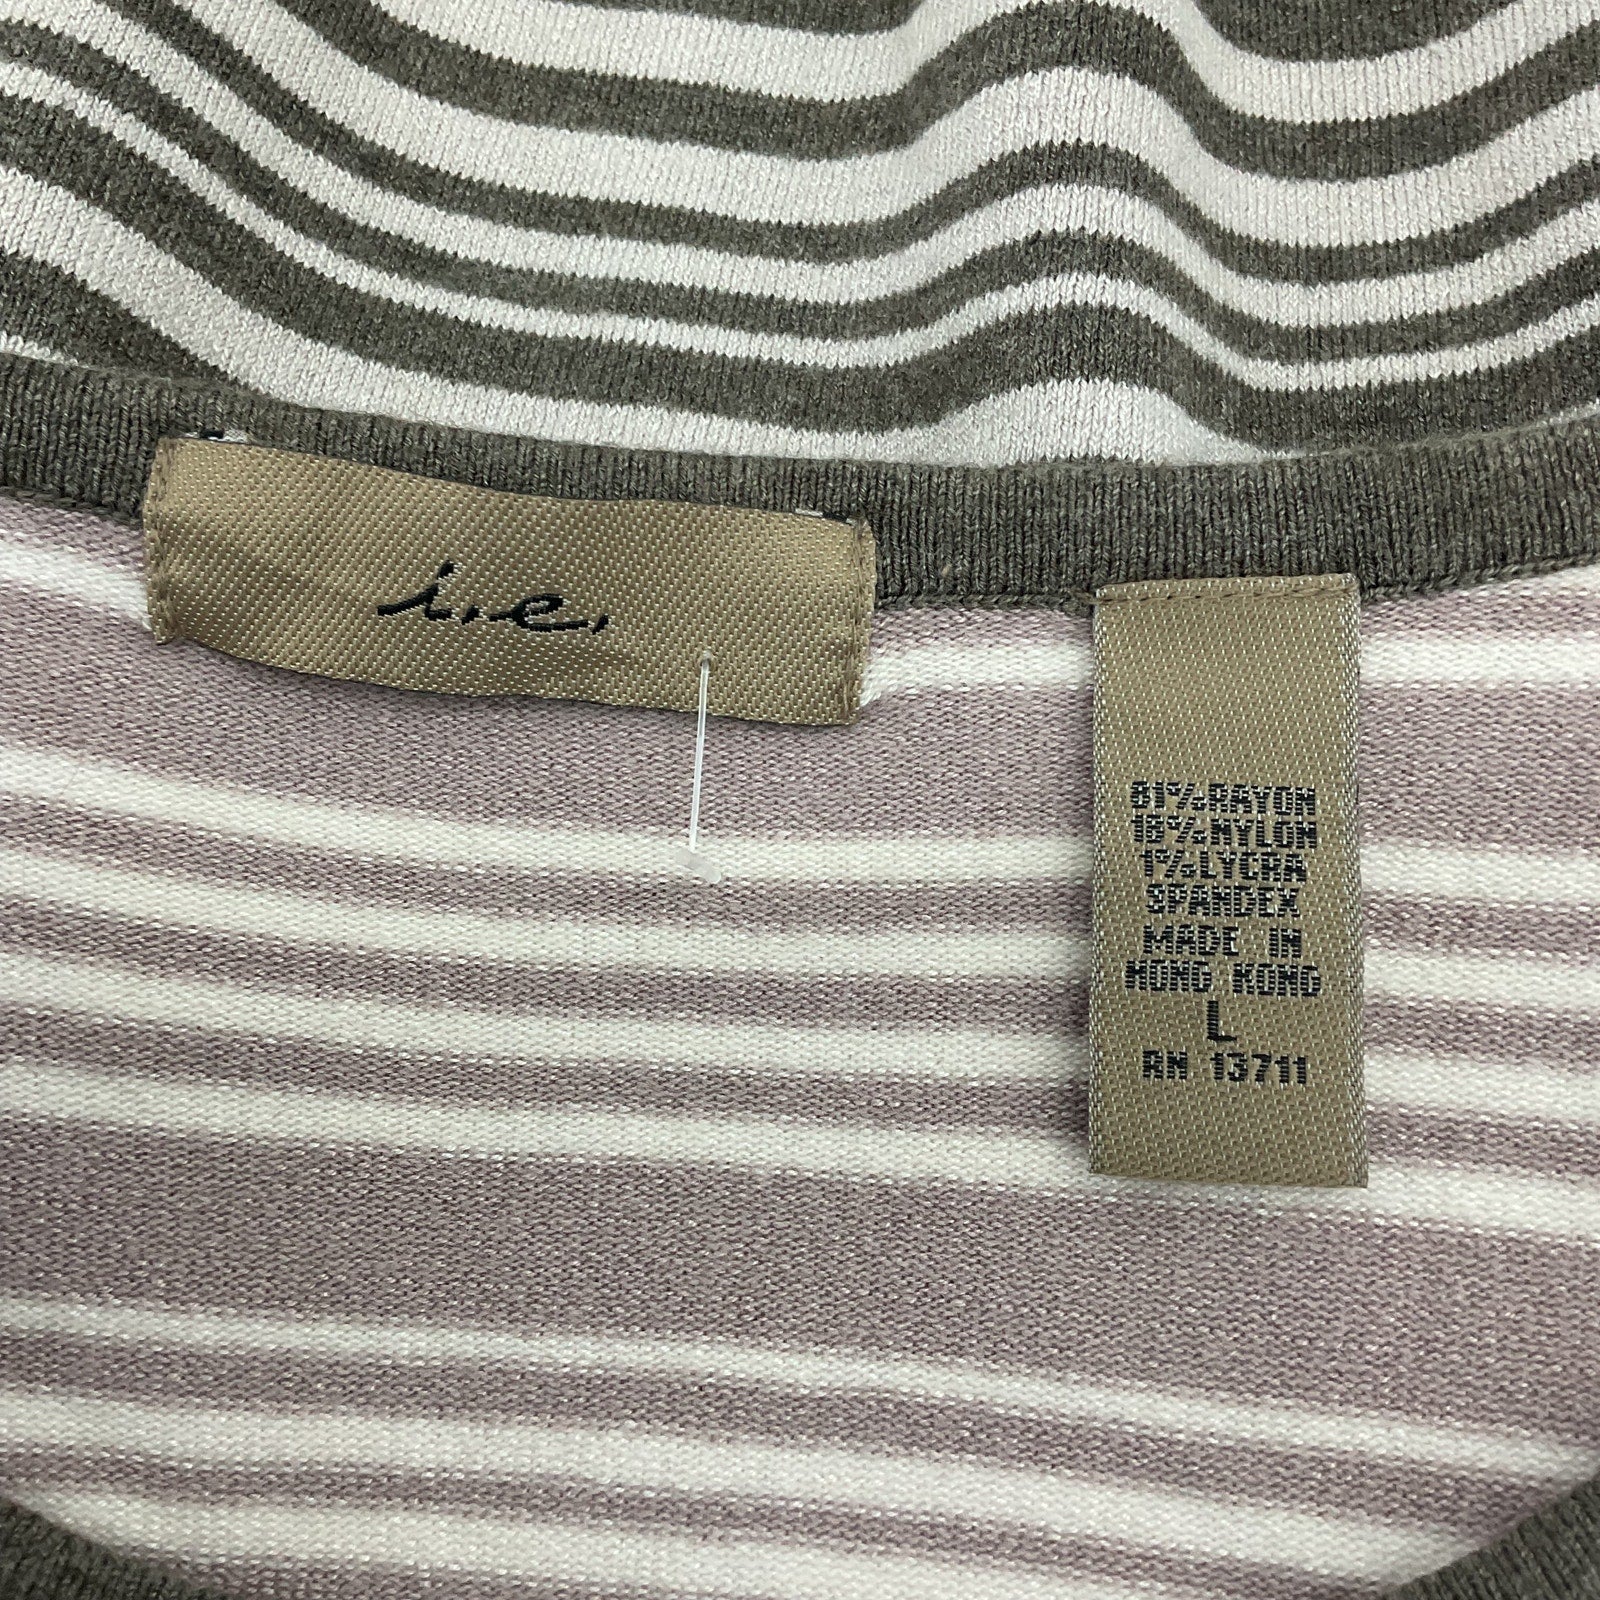 i.e.
81%RAYON
18%NYLON
1%LYCRA
SPANDEX
MADE IN
HONG KONG
L
RN 13711